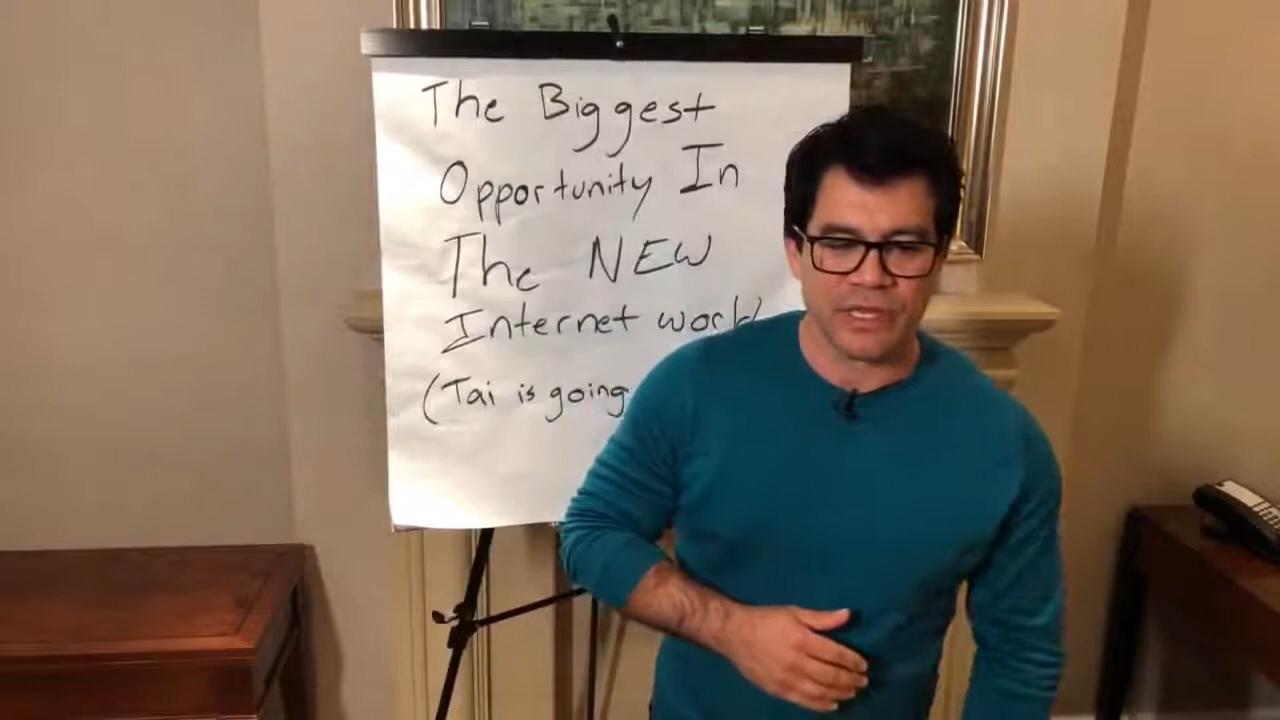 The Biggest
Opportunity In
The NEW
Internet world
(Tai is going